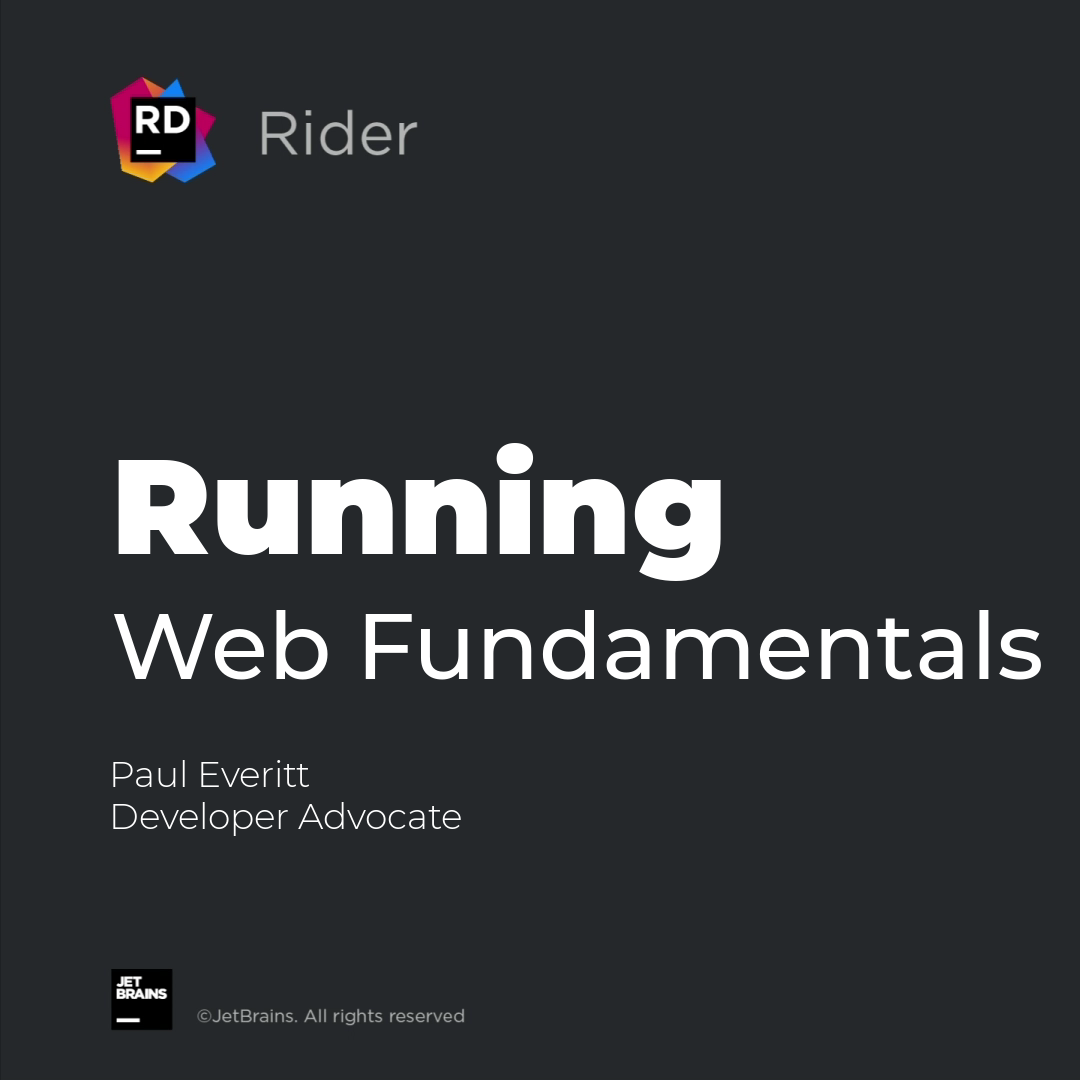 RD
Rider
Running
Web Fundamentals
Paul Everitt
Developer Advocate
JET
BRAINS
©JetBrains. All rights reserved